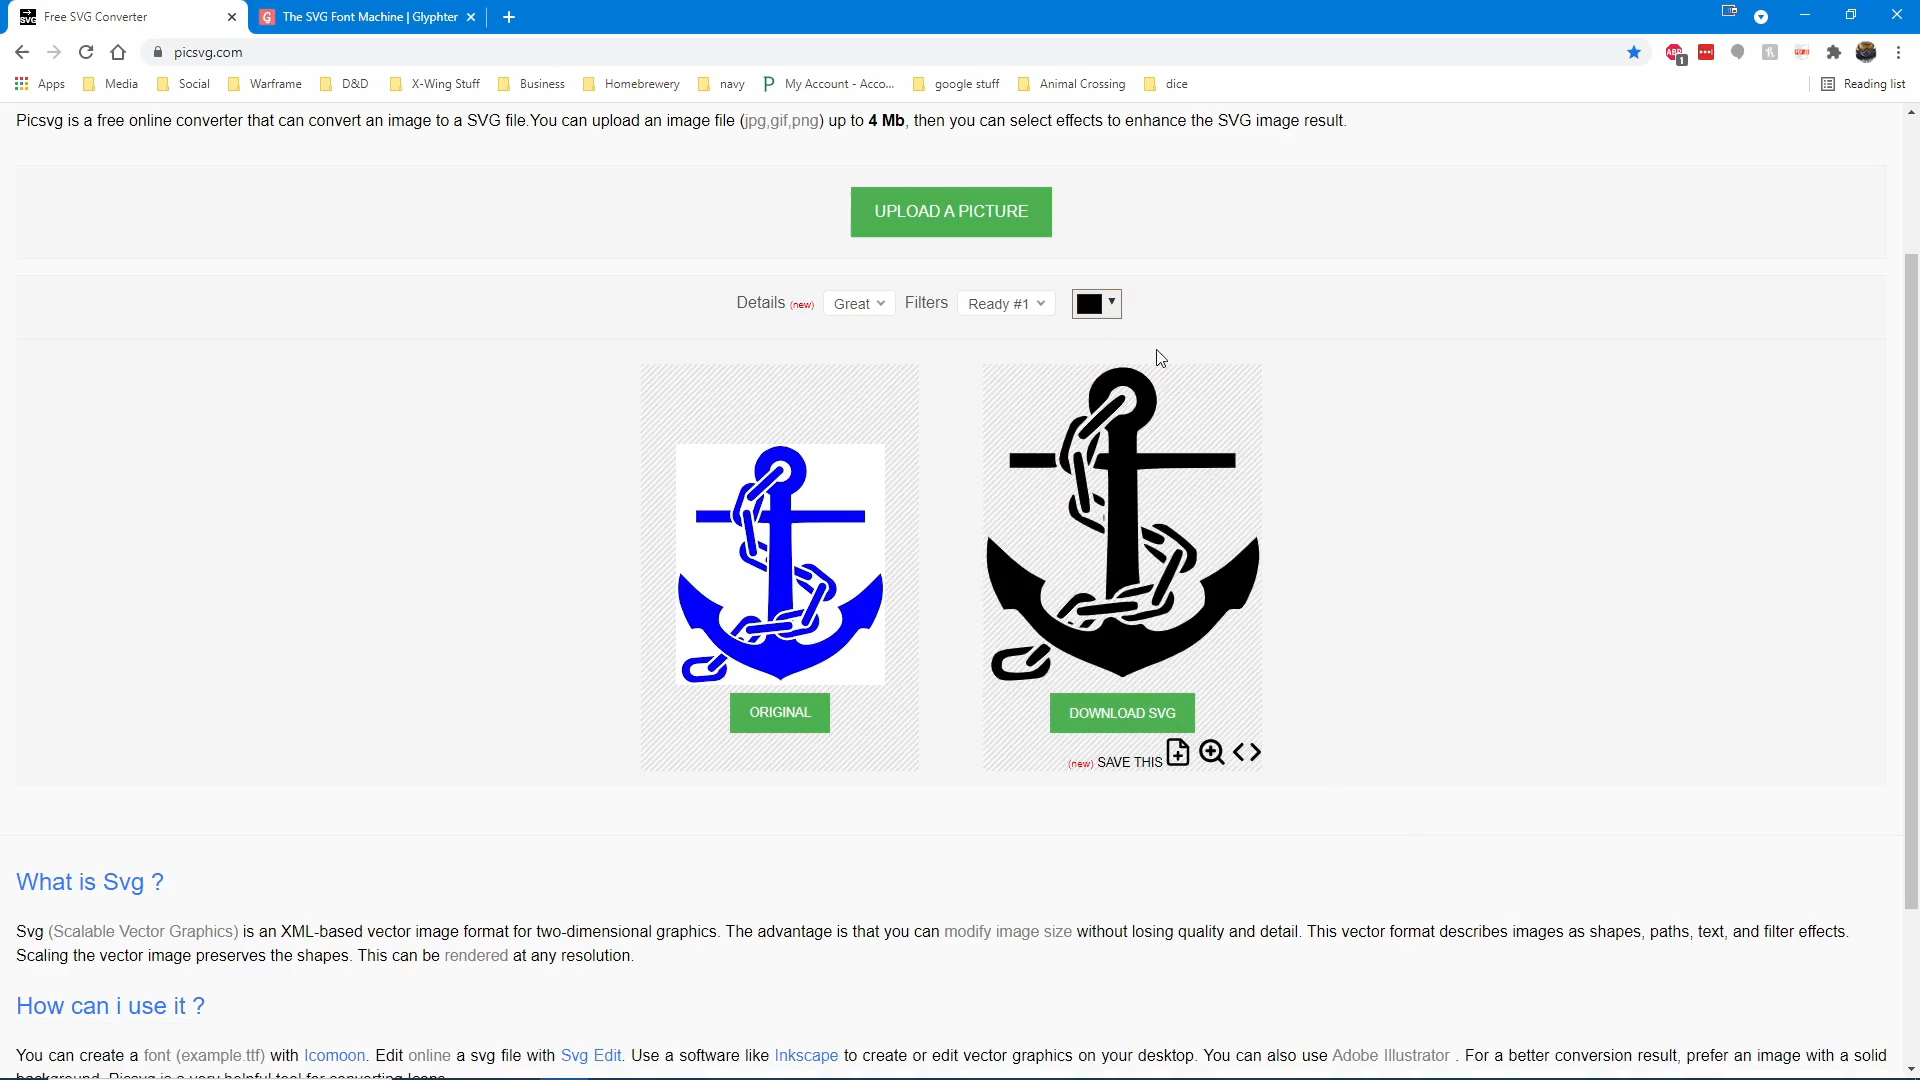 Free SVG Converter
The SVG Font Machine | Glyphter
picsvg.com
Apps Media Social Warframe D&D X-Wing Stuff Business Homebrewery navy My Account - Acco... google stuff Animal Crossing dice Reading list
Picsvg is a free online converter that can convert an image to a SVG file.You can upload an image file (jpg,gif,png) up to 4 Mb, then you can select effects to enhance the SVG image result.
UPLOAD A PICTURE
Details (new) Great Filters Ready #1
ORIGINAL
DOWNLOAD SVG
(new) SAVE THIS
What is Svg ?
Svg (Scalable Vector Graphics) is an XML-based vector image format for two-dimensional graphics. The advantage is that you can modify image size without losing quality and detail. This vector format describes images as shapes, paths, text, and filter effects.
Scaling the vector image preserves the shapes. This can be rendered at any resolution.
How can i use it ?
You can create a font (example.ttf) with Icomoon. Edit online a svg file with Svg Edit. Use a software like Inkscape to create or edit vector graphics on your desktop. You can also use Adobe Illustrator . For a better conversion result, prefer an image with a solid